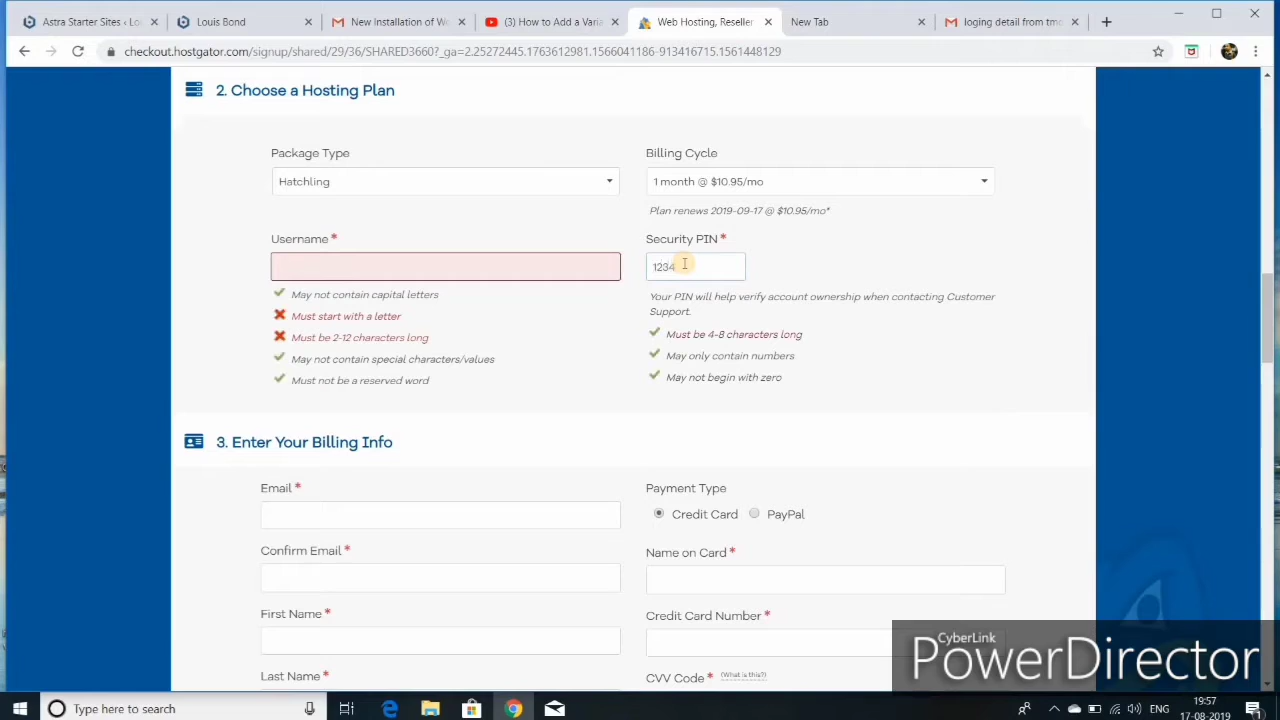 Astra Starter Sites ‹ Lou
Louis Bond
New Installation of We
(3) How to Add a Varia
Web Hosting, Reseller
New Tab
loging detail from tmd
checkout.hostgator.com/signup/shared/29/36/SHARED3660?_ga=2.25272445.1763612981.1566041186-913416715.1561448129
2. Choose a Hosting Plan
Package Type
Billing Cycle
Hatchling
1 month @ $10.95/mo
Plan renews 2019-09-17 @ $10.95/mo*
Username *
Security PIN *
1234
May not contain capital letters
Must start with a letter
Must be 2-12 characters long
May not contain special characters/values
Must not be a reserved word
Your PIN will help verify account ownership when contacting Customer
Support.
Must be 4-8 characters long
May only contain numbers
May not begin with zero
3. Enter Your Billing Info
Email *
Payment Type
Credit Card
PayPal
Confirm Email *
Name on Card *
First Name *
Credit Card Number *
Last Name *
CVV Code * (What is this?)
CyberLink
PowerDirector
Type here to search
ENG
19:57
17-08-2019